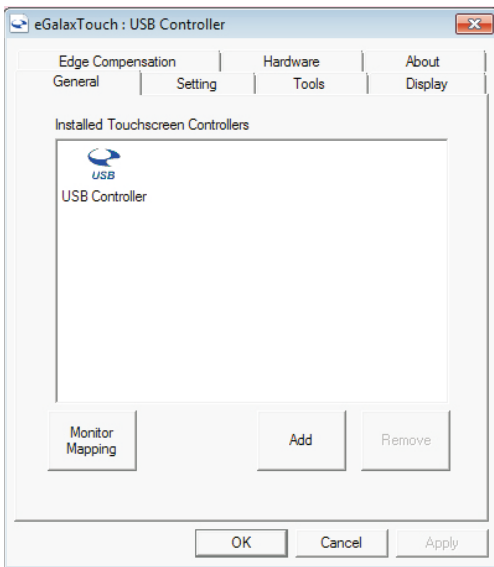 eGalaxTouch : USB Controller
Edge Compensation Hardware About
General Setting Tools Display
Installed Touchscreen Controllers
USB
USB Controller
Monitor
Mapping
Add
Remove
OK Cancel Apply